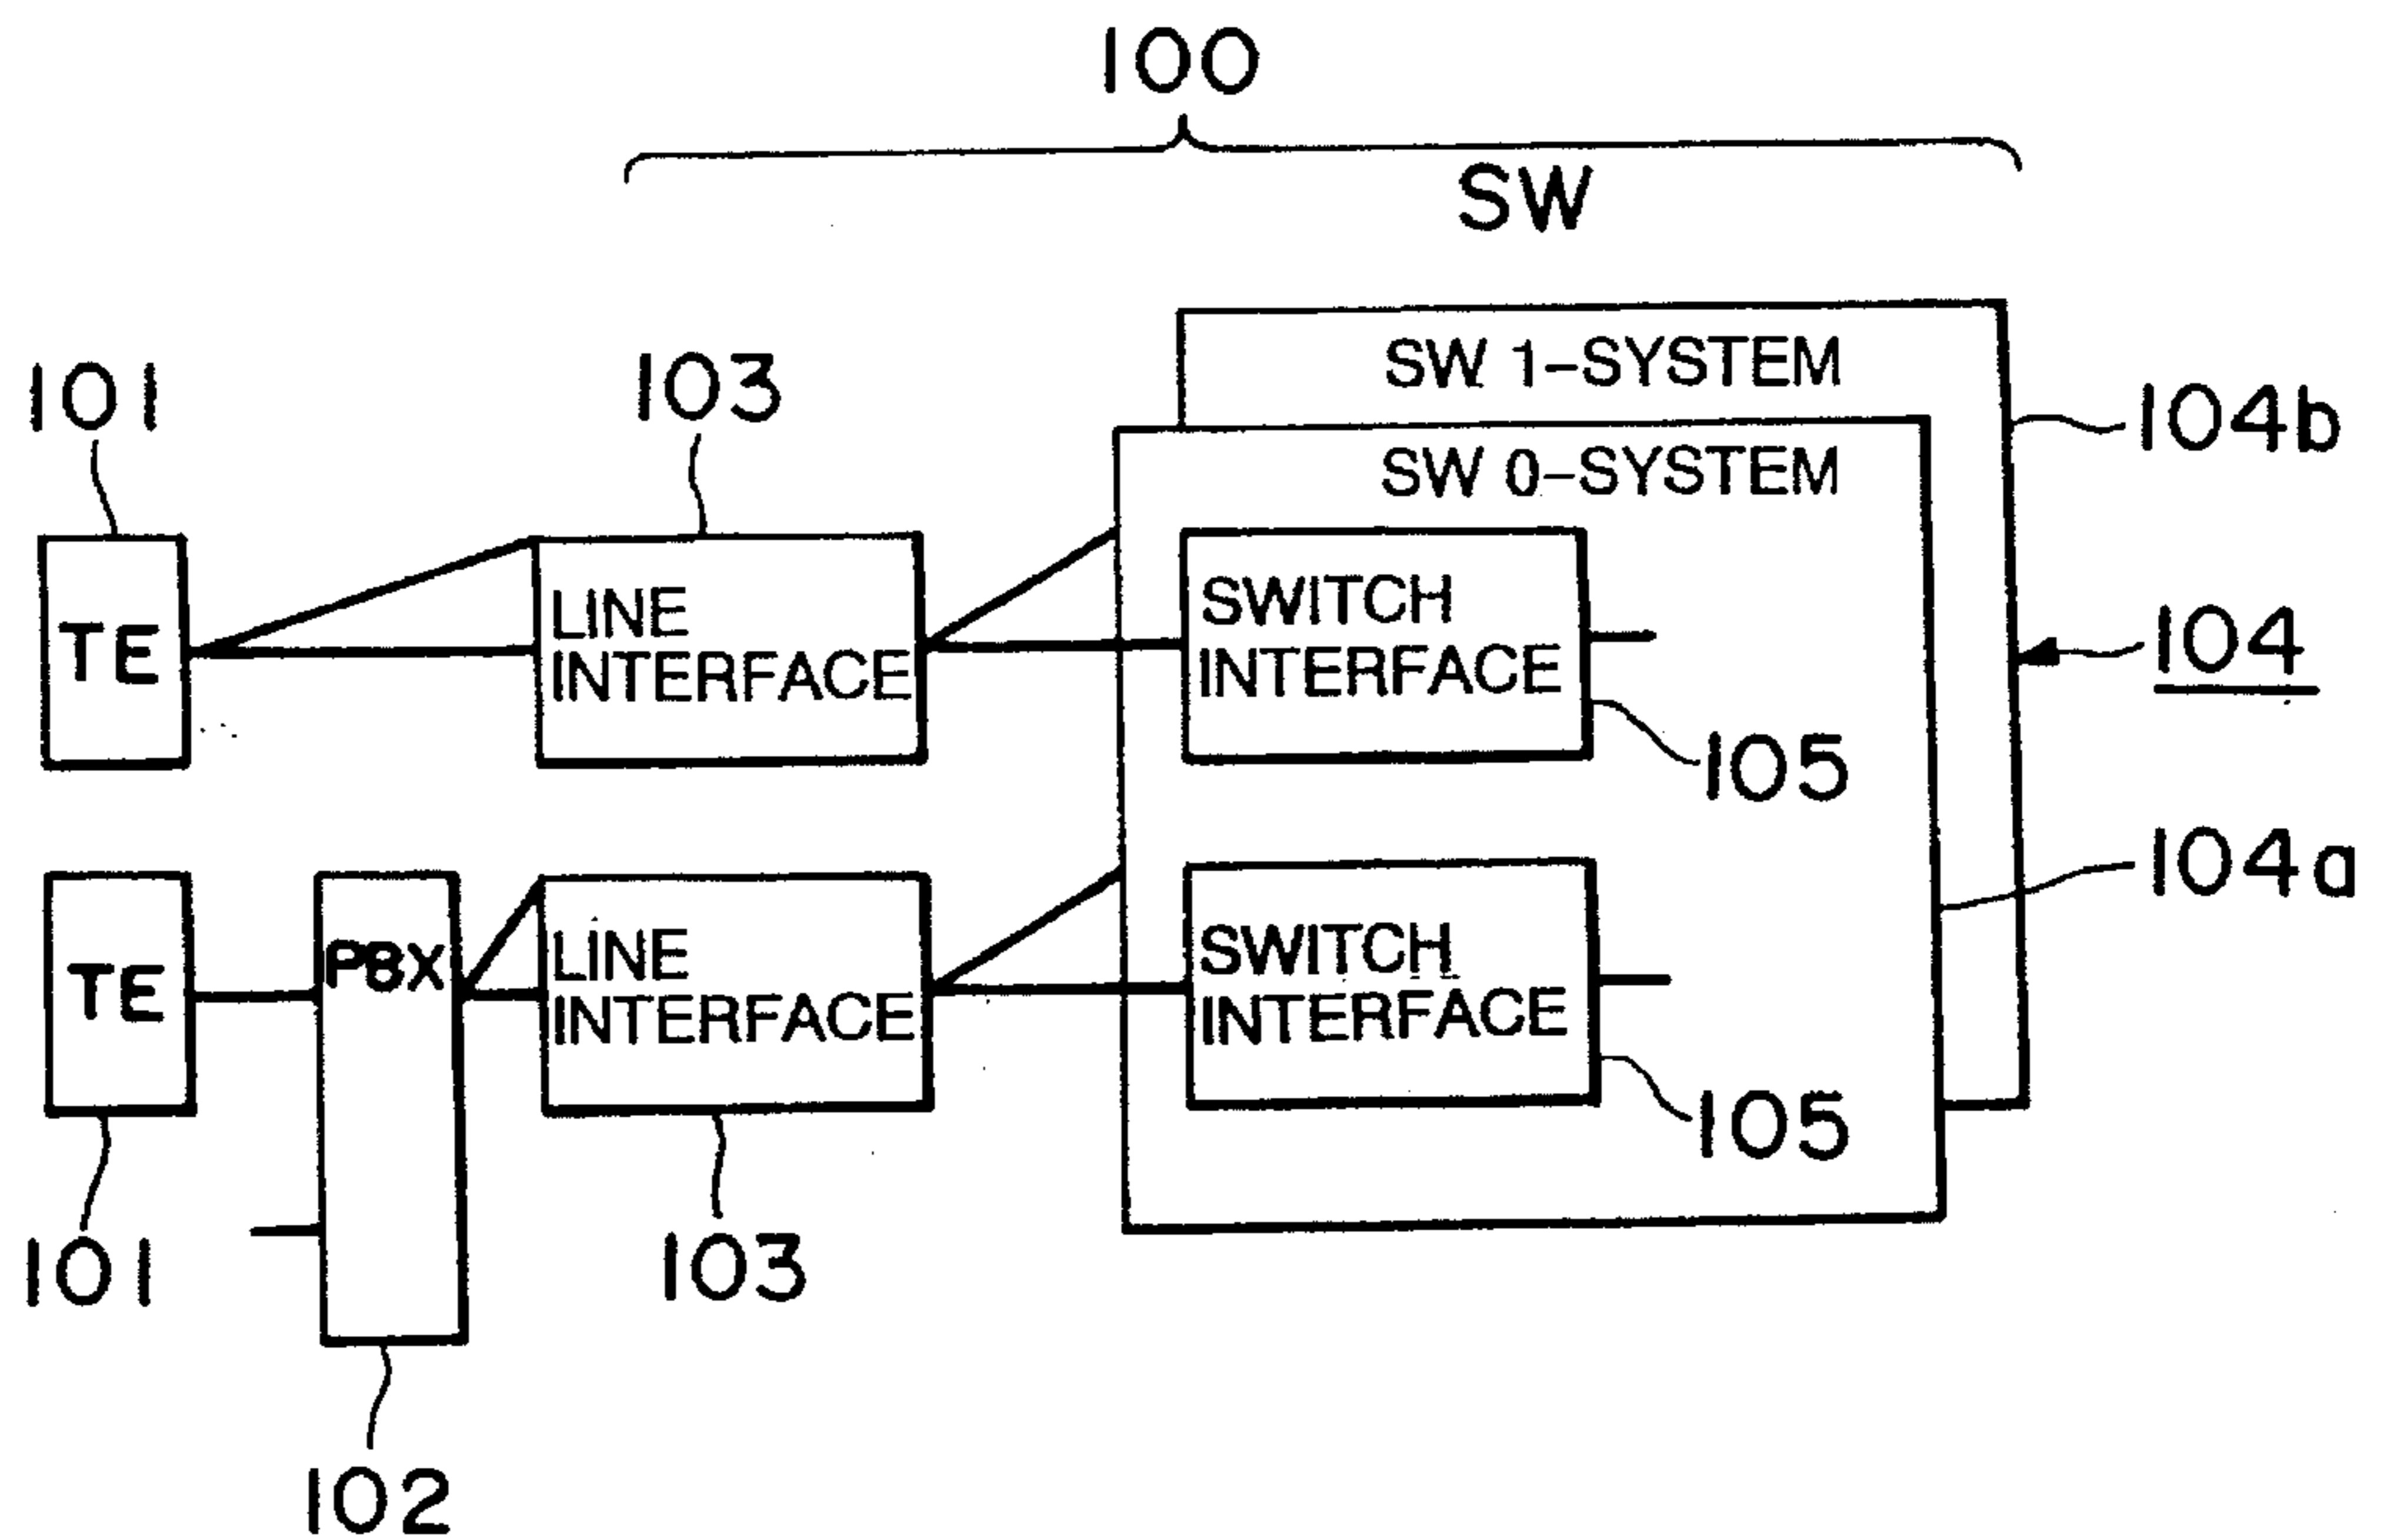 100
SW
SW 1-SYSTEM
104b
SW 0-SYSTEM
101
103
TE
LINE
INTERFACE
SWITCH
INTERFACE
104
105
104a
TE
PBX
LINE
INTERFACE
SWITCH
INTERFACE
105
101
103
102